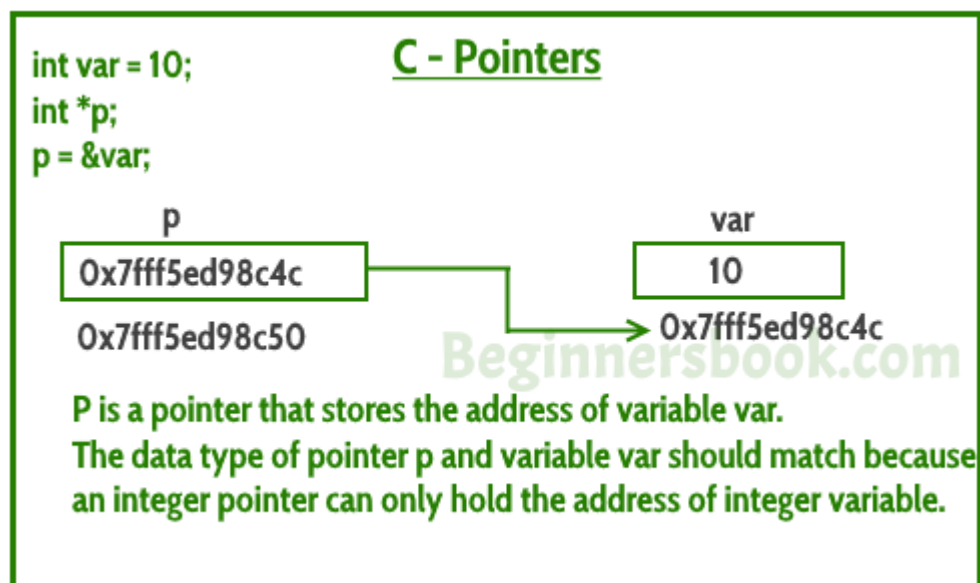 C - Pointers
int var = 10;
int *p;
p = &var;
p
var
0x7fff5ed98c4c
10
0x7fff5ed98c50
0x7fff5ed98c4c
Beginnersbook.com
P is a pointer that stores the address of variable var.
The data type of pointer p and variable var should match because
an integer pointer can only hold the address of integer variable.